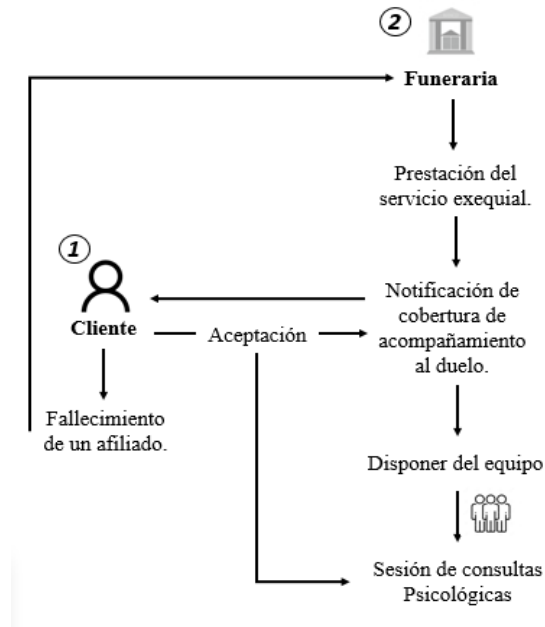 2
Funeraria
Prestación del
servicio exequial.
1
Cliente
Aceptación
Notificación de
cobertura de
acompañamiento
al duelo.
Fallecimiento
de un afiliado.
Disponer del equipo
Sesión de consultas
Psicológicas